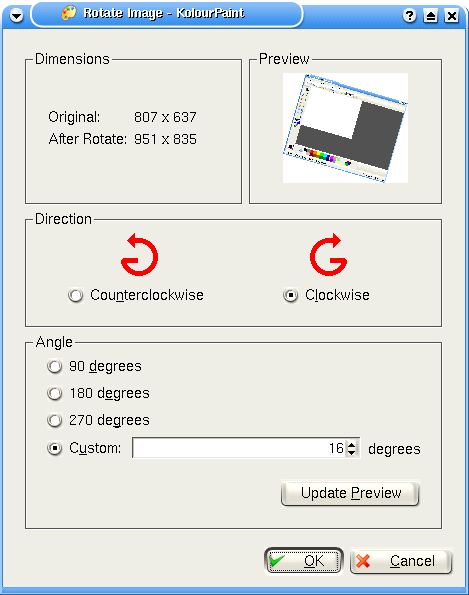 Rotate Image - KolourPaint
Dimensions
Original: 807 x 637
After Rotate: 951 x 835
Preview
Direction
Counterclockwise
Clockwise
Angle
90 degrees
180 degrees
270 degrees
Custom: 16 degrees
Update Preview
OK
Cancel